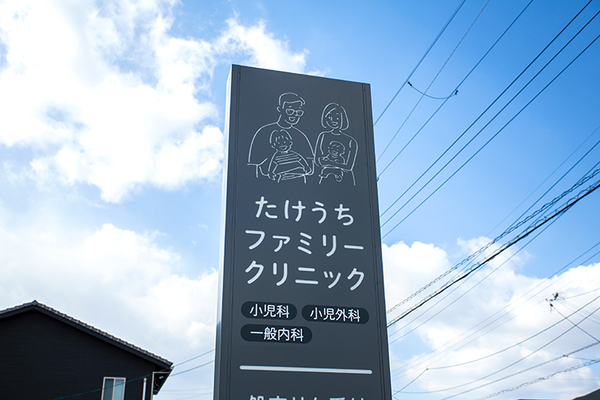 たけうち
ファミリー
クリニック
小児科 小児外科
一般内科